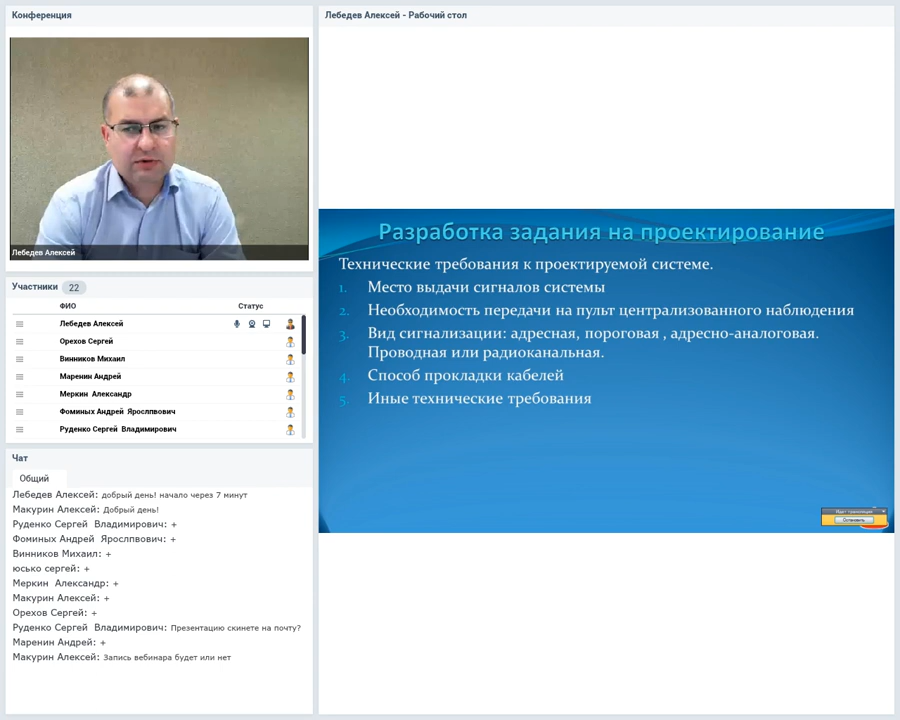 Конференция
Лебедев Алексей
Участники 22
ФИО Статус
Лебедев Алексей
Орехов Сергей
Винников Михаил
Маренин Андрей
Меркин Александр
Фоминых Андрей Ярослпвович
Руденко Сергей Владимирович
Чат
Общий
Лебедев Алексей: добрый день! начало через 7 минут
Макурин Алексей: Добрый день!
Руденко Сергей Владимирович: +
Фоминых Андрей Ярослпвович: +
Винников Михаил: +
юсько сергей: +
Меркин Александр: +
Макурин Алексей: +
Орехов Сергей: +
Руденко Сергей Владимирович: Презентацию скинете на почту?
Маренин Андрей: +
Макурин Алексей: Запись вебинара будет или нет
Лебедев Алексей - Рабочий стол
Разработка задания на проектирование
Технические требования к проектируемой системе.
1. Место выдачи сигналов системы
2. Необходимость передачи на пульт централизованного наблюдения
3. Вид сигнализации: адресная, пороговая , адресно-аналоговая.
Проводная или радиоканальная.
4. Способ прокладки кабелей
5. Иные технические требования
Идет трансляция
Остановить